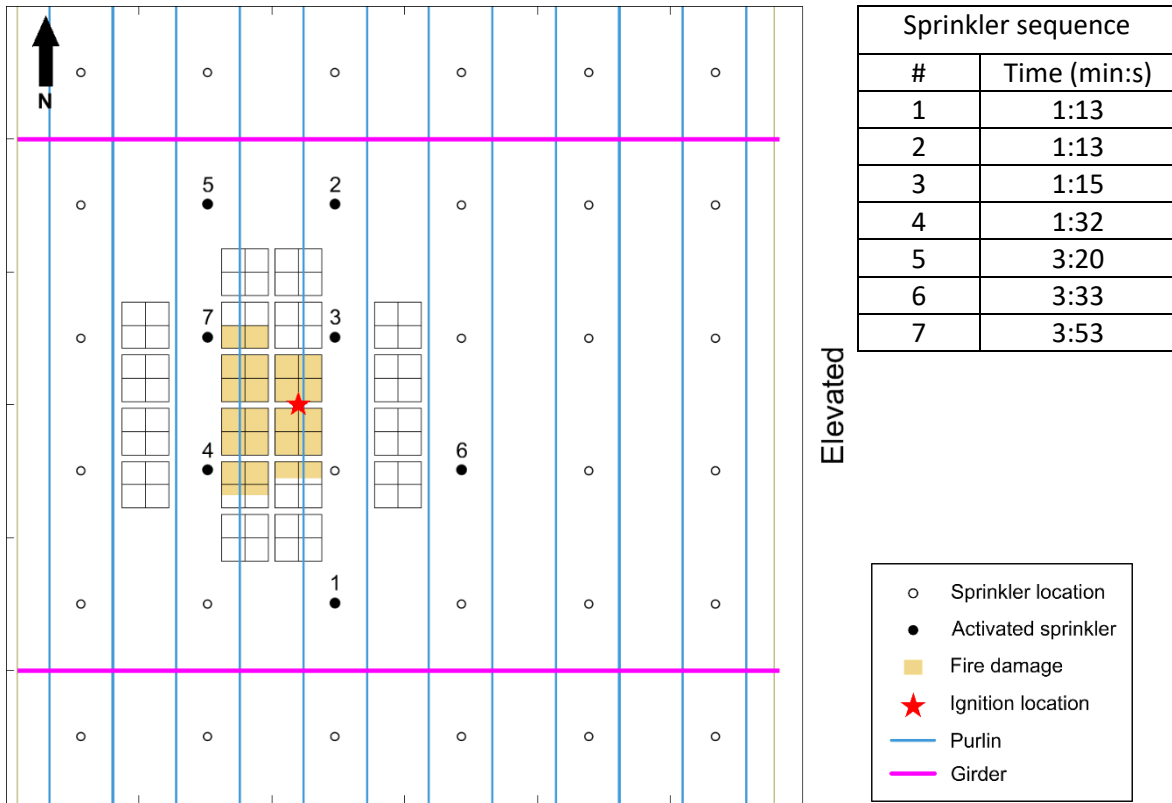 N
5
2
7
3
4
6
1
Elevated
Sprinkler sequence
# Time (min:s)
1 1:13
2 1:13
3 1:15
4 1:32
5 3:20
6 3:33
7 3:53
Sprinkler location
Activated sprinkler
Fire damage
Ignition location
Purlin
Girder